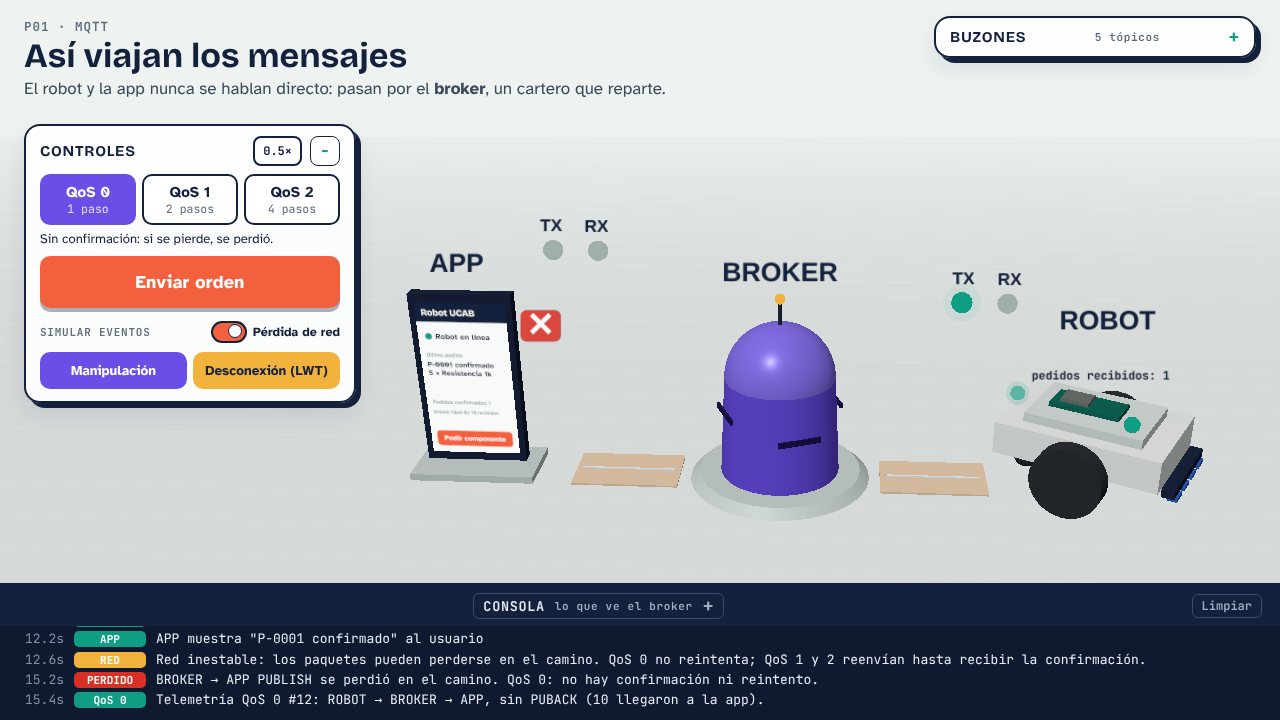 P01 · MQTT
Así viajan los mensajes
El robot y la app nunca se hablan directo: pasan por el broker, un cartero que reparte.
BUZONES 5 tópicos +
CONTROLES 0.5× -
QoS 0 QoS 1 QoS 2
1 paso 2 pasos 4 pasos
Sin confirmación: si se pierde, se perdió.
Enviar orden
SIMULAR EVENTOS Pérdida de red
Manipulación Desconexión (LWT)
TX RX
APP
Robot UCAB
Robot en línea
Último pedido
P-0001 confirmado
5 x Resistencia 1k
Pedidos confirmados: 1
Pedir componente
BROKER
TX RX
ROBOT
pedidos recibidos: 1
CONSOLA lo que ve el broker +
Limpiar
12.2s APP APP muestra "P-0001 confirmado" al usuario
12.6s RED Red inestable: los paquetes pueden perderse en el camino. QoS 0 no reintenta; QoS 1 y 2 reenvían hasta recibir la confirmación.
15.2s PERDIDO BROKER → APP PUBLISH se perdió en el camino. QoS 0: no hay confirmación ni reintento.
15.4s QoS 0 Telemetría QoS 0 #12: ROBOT → BROKER → APP, sin PUBACK (10 llegaron a la app).